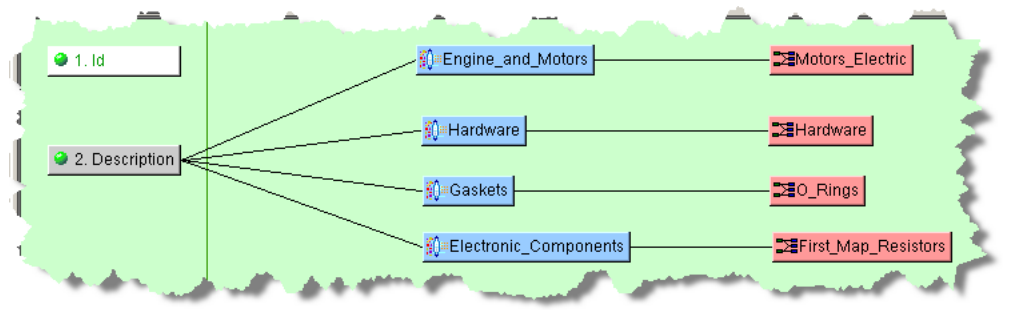 1. Id
Engine_and_Motors
Motors_Electric
Hardware
Hardware
2. Description
Gaskets
O_Rings
Electronic_Components
First_Map_Resistors